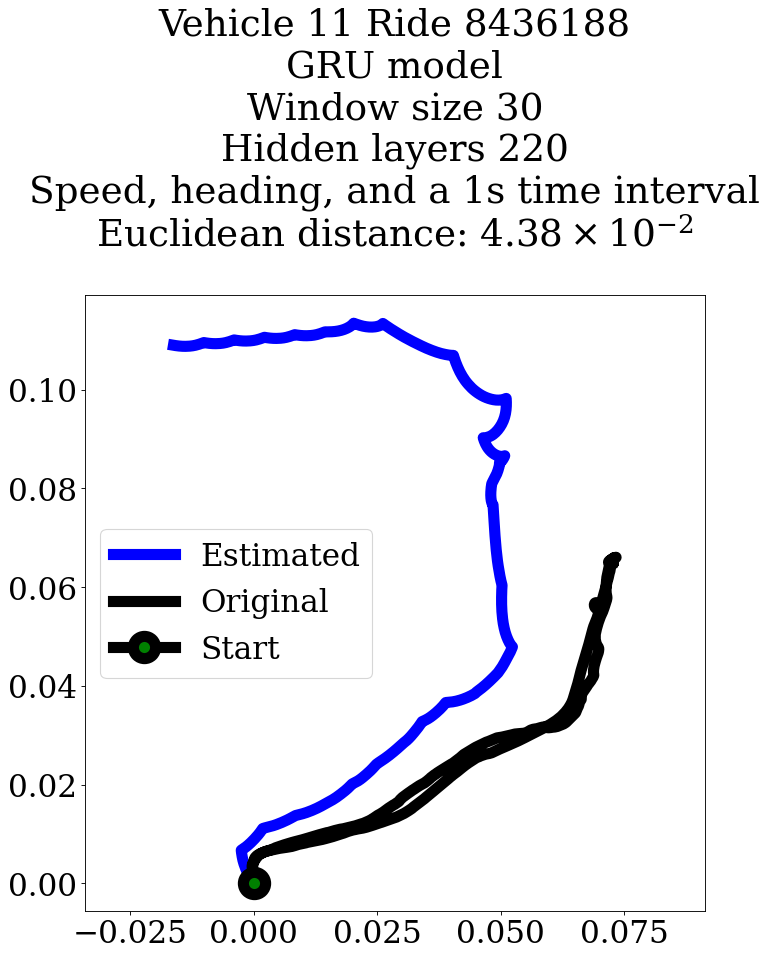 Vehicle 11 Ride 8436188
GRU model
Window size 30
Hidden layers 220
Speed, heading, and a 1s time interval
Euclidean distance: 4.38 × 10⁻²
0.10
0.08
0.06
0.04
0.02
0.00
Estimated
Original
Start
−0.025 0.000 0.025 0.050 0.075